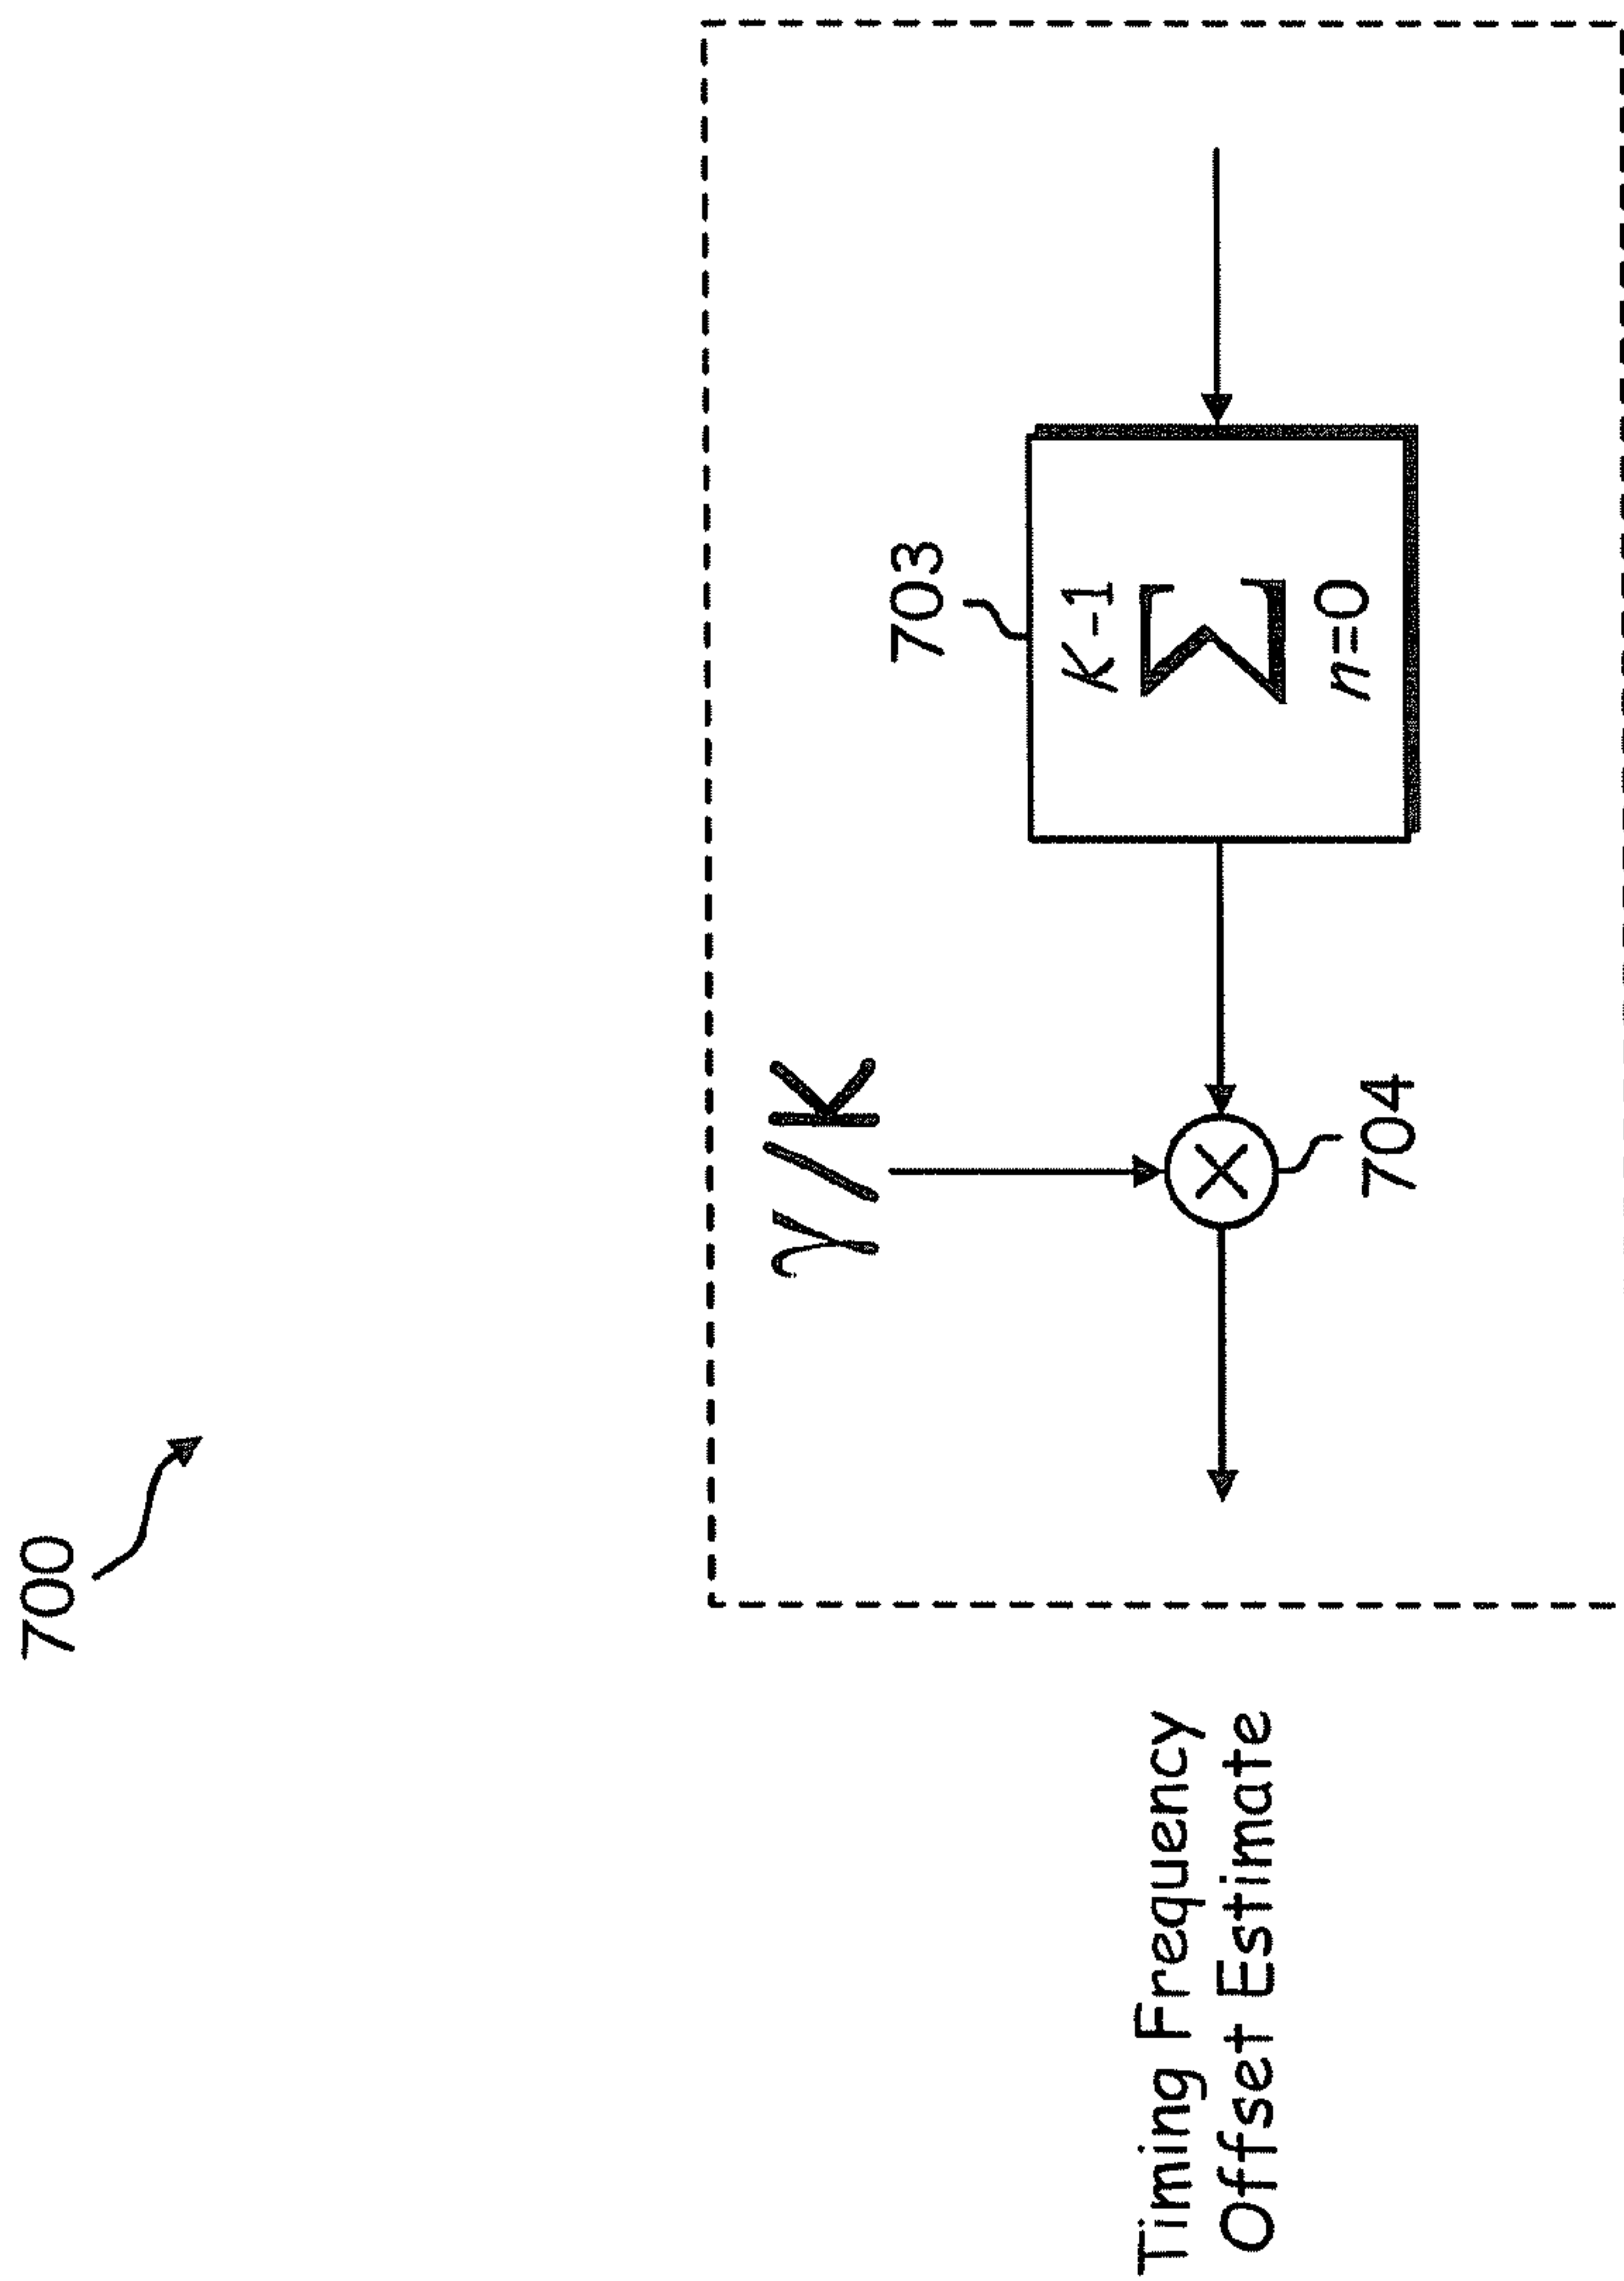 700
γ/K
703
K-1
Σ
n=0
704
Timing Frequency
Offset Estimate